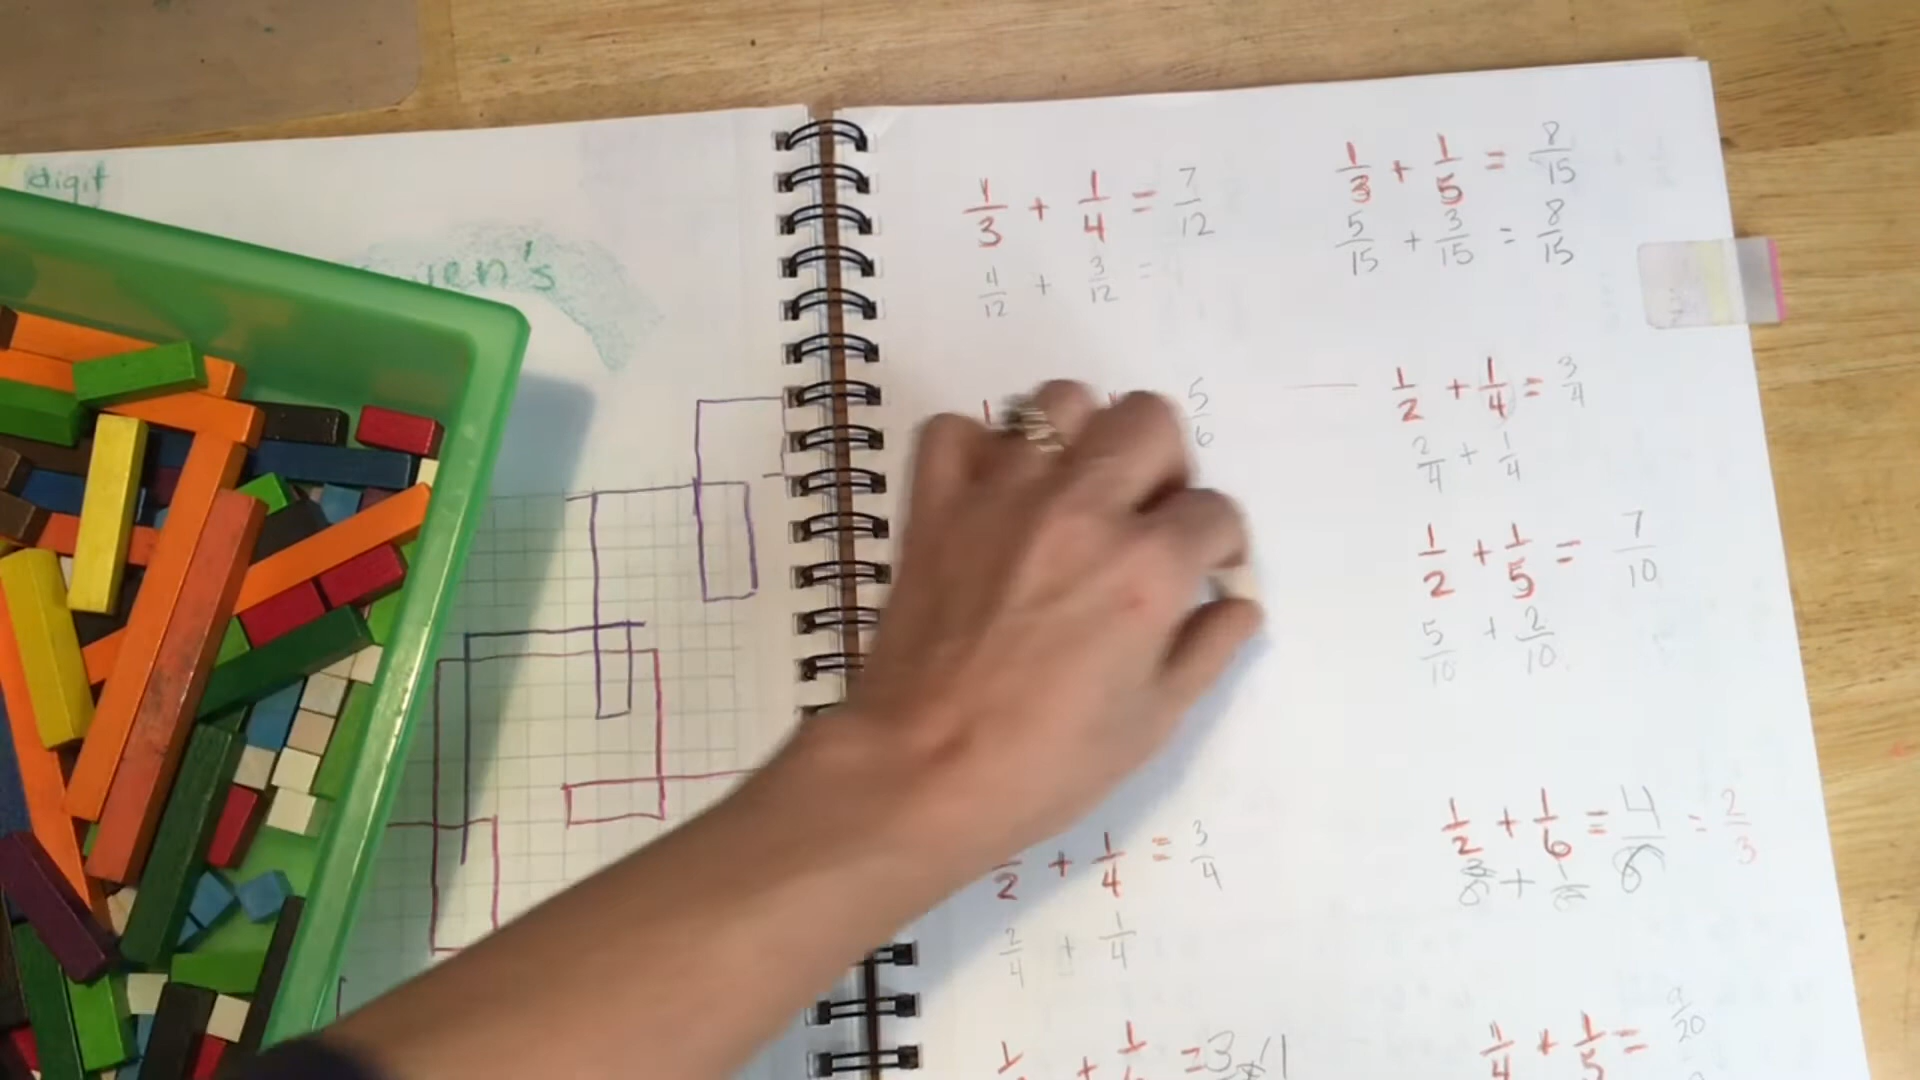 digit
1/3 + 1/4 = 7/12
4/12 + 3/12 =
5/6
2 + 1/4 = 3/4
2/4 + 1/4
1/3 + 1/5 = 8/15
5/15 + 3/15 = 8/15
1/2 + 1/4 = 3/4
2/4 + 1/4
1/2 + 1/5 = 7/10
5/10 + 2/10
1/2 + 1/6 = 4/6 = 2/3
1/4 + 1/5 = 9/20